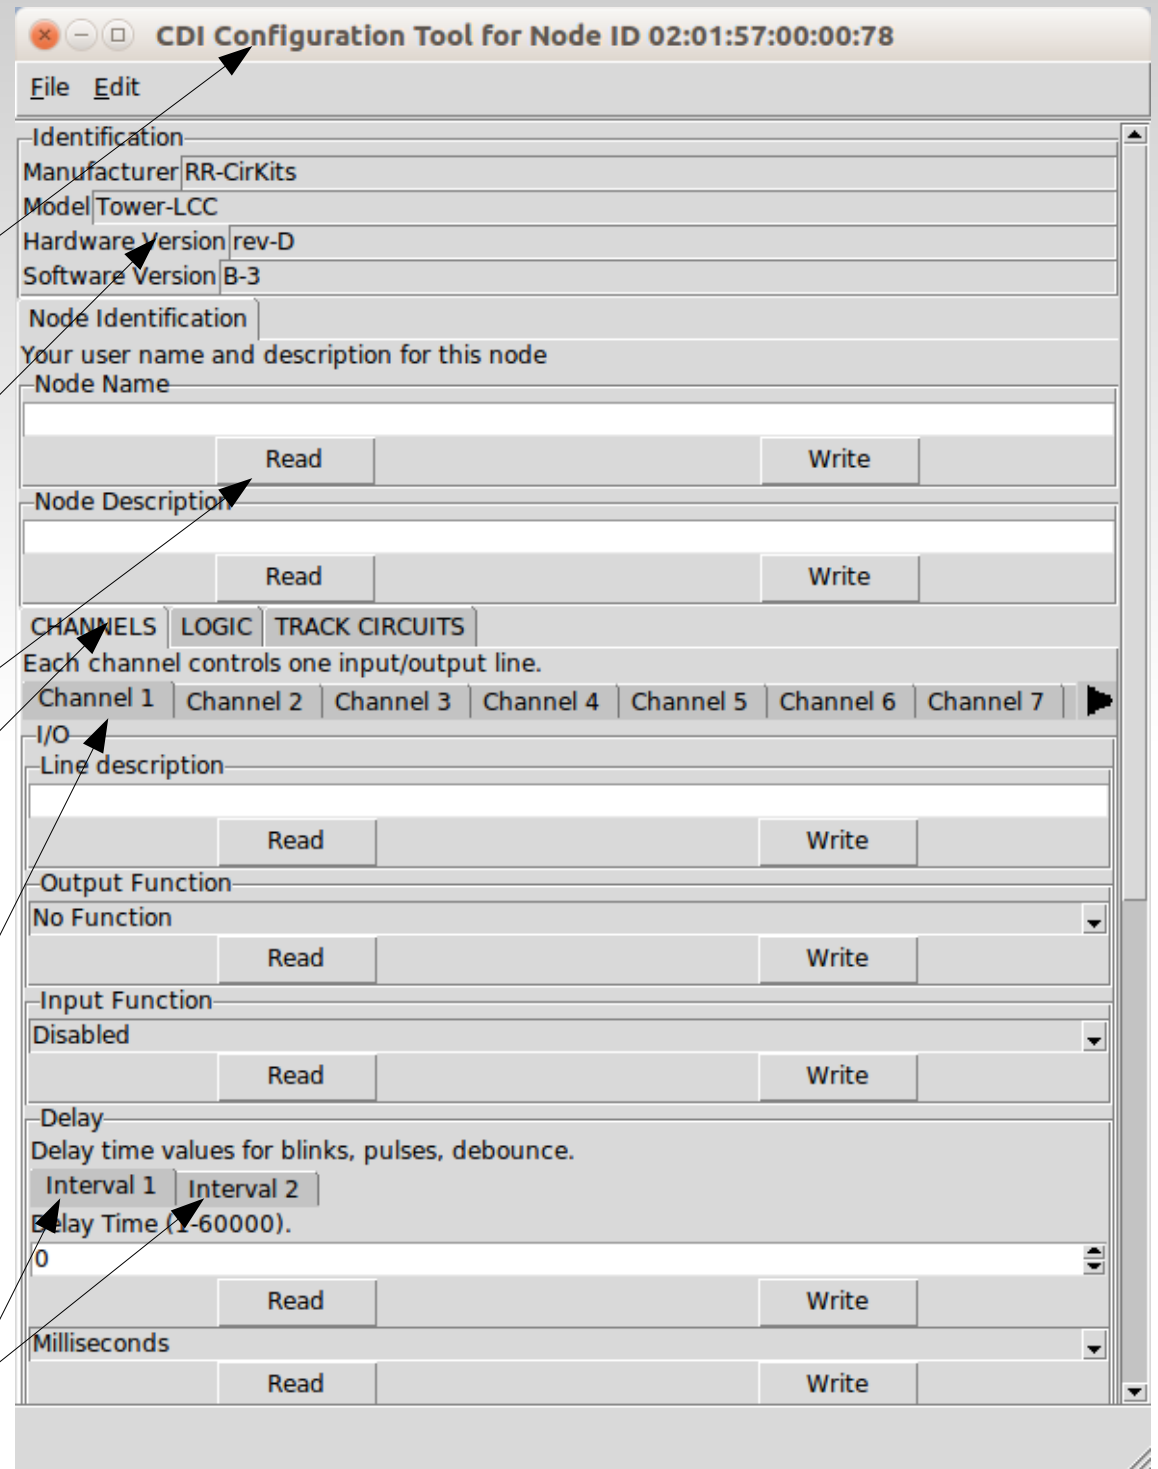 CDI Configuration Tool for Node ID 02:01:57:00:00:78
File Edit
Identification
Manufacturer RR-CirKits
Model Tower-LCC
Hardware Version rev-D
Software Version B-3
Node Identification
Your user name and description for this node
Node Name
Read Write
Node Description
Read Write
CHANNELS LOGIC TRACK CIRCUITS
Each channel controls one input/output line.
Channel 1 Channel 2 Channel 3 Channel 4 Channel 5 Channel 6 Channel 7
I/O
Line description
Read Write
Output Function
No Function
Read Write
Input Function
Disabled
Read Write
Delay
Delay time values for blinks, pulses, debounce.
Interval 1 Interval 2
Delay Time (1-60000).
0
Read Write
Milliseconds
Read Write